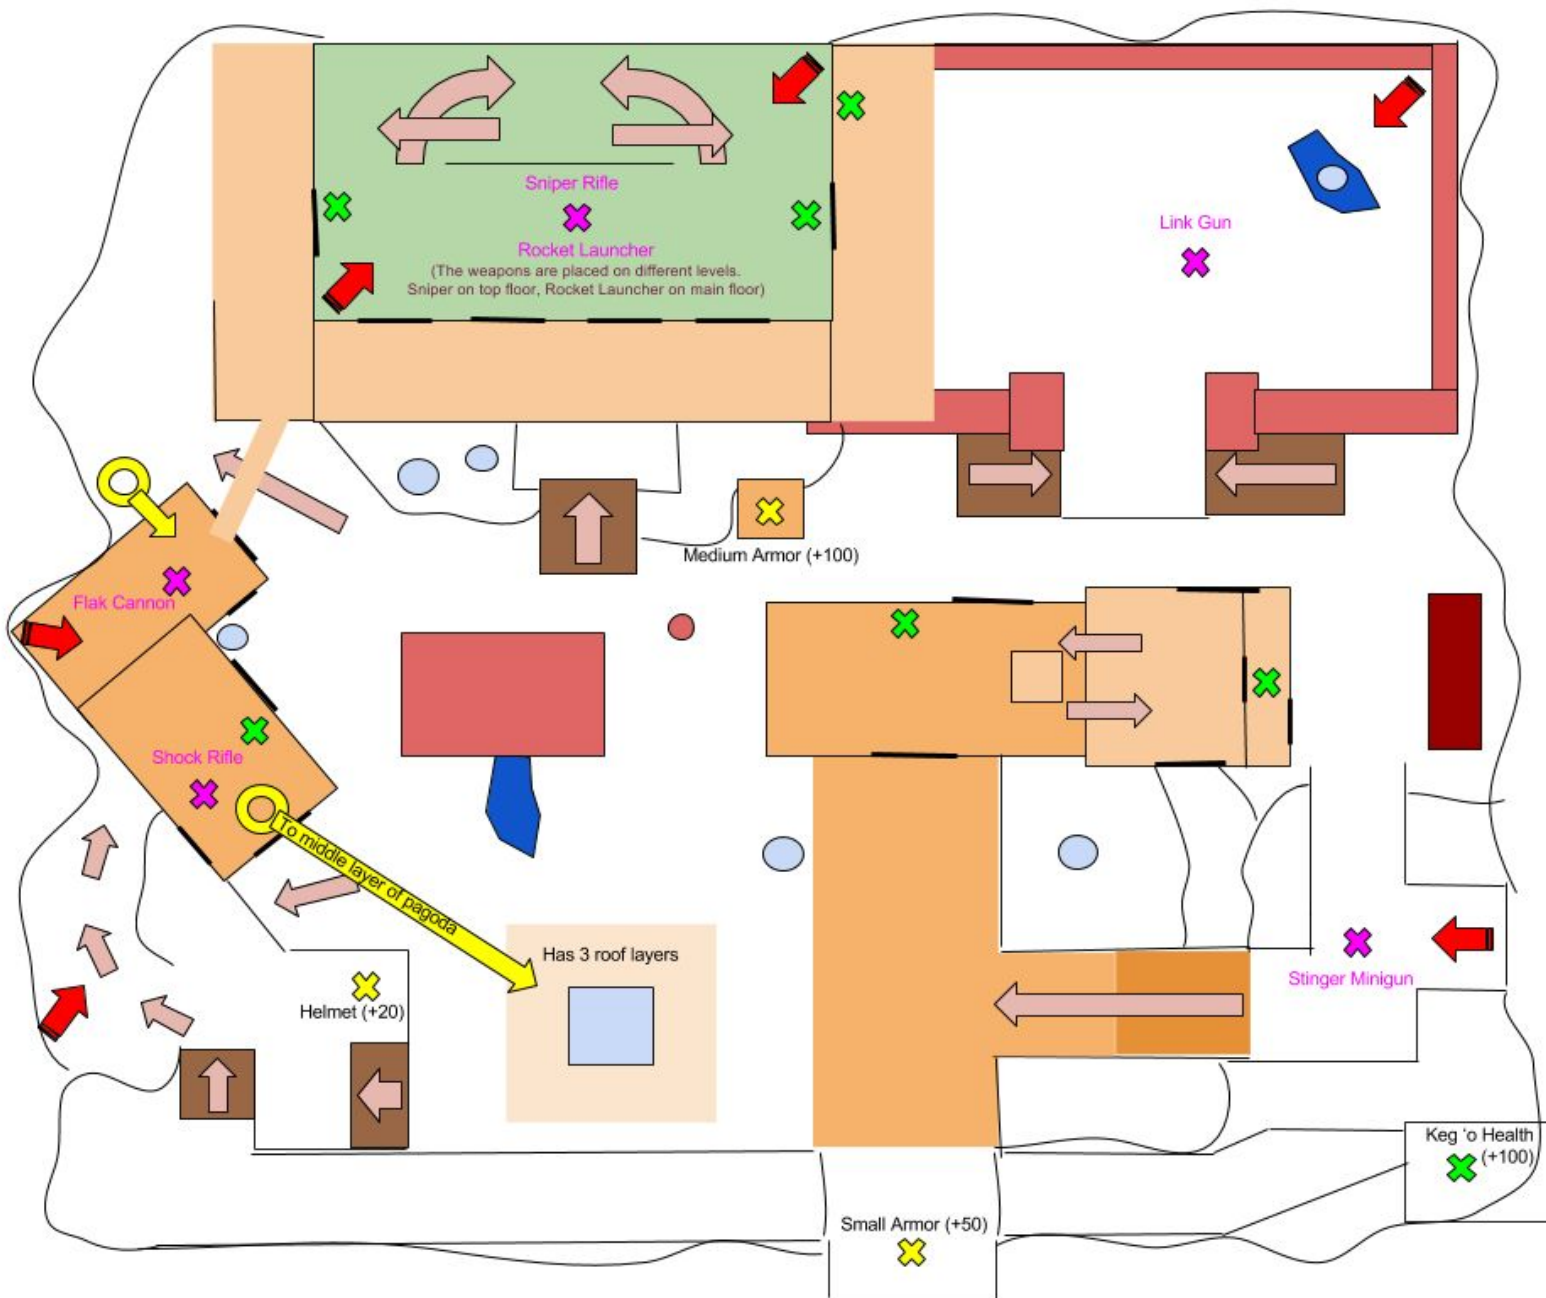 Sniper Rifle
Rocket Launcher
(The weapons are placed on different levels.
Sniper on top floor, Rocket Launcher on main floor)
Link Gun
Medium Armor (+100)
Flak Cannon
Shock Rifle
To middle layer of pagoda
Has 3 roof layers
Helmet (+20)
Stinger Minigun
Keg ‘o Health
(+100)
Small Armor (+50)